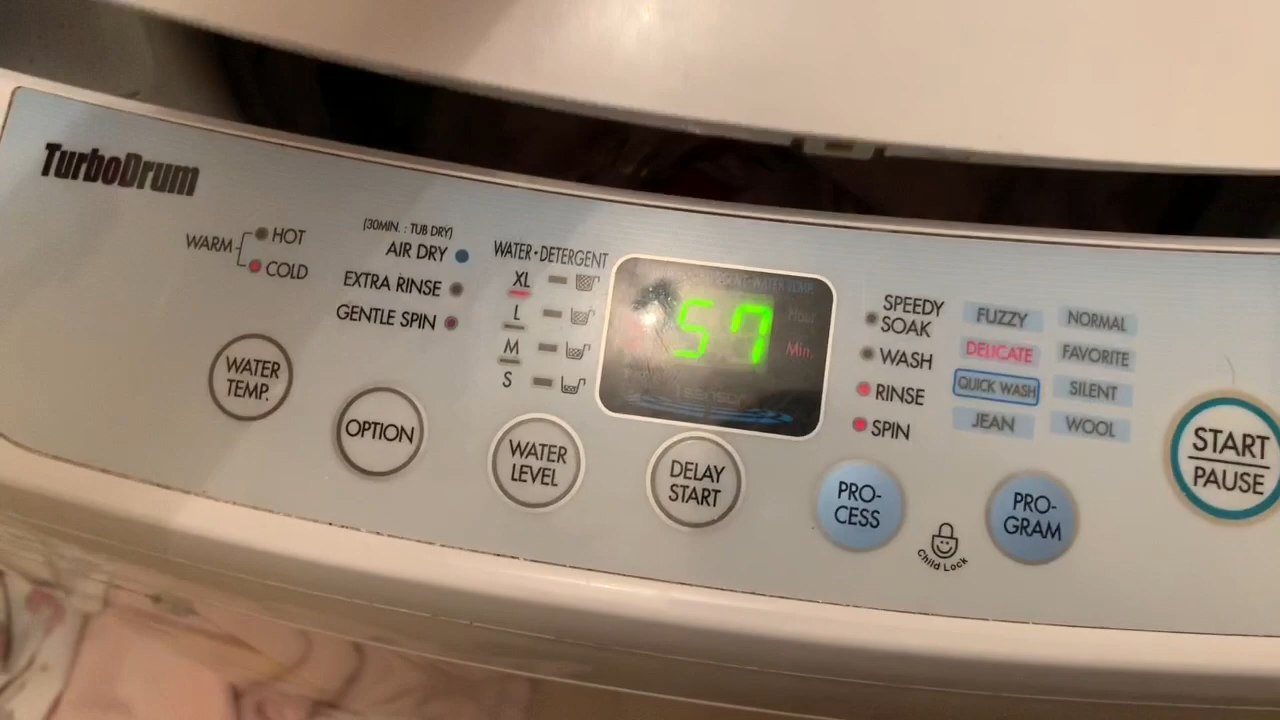 TurboDrum
WARM
HOT
COLD
(30MIN. : TUB DRY)
AIR DRY
EXTRA RINSE
GENTLE SPIN
WATER • DETERGENT
XL
L
M
S
57
Hour
Min.
SPEEDY
SOAK
WASH
RINSE
SPIN
FUZZY
NORMAL
DELICATE
FAVORITE
QUICK WASH
SILENT
JEAN
WOOL
WATER
TEMP.
OPTION
WATER
LEVEL
DELAY
START
PRO-
CESS
Child Lock
PRO-
GRAM
START
PAUSE